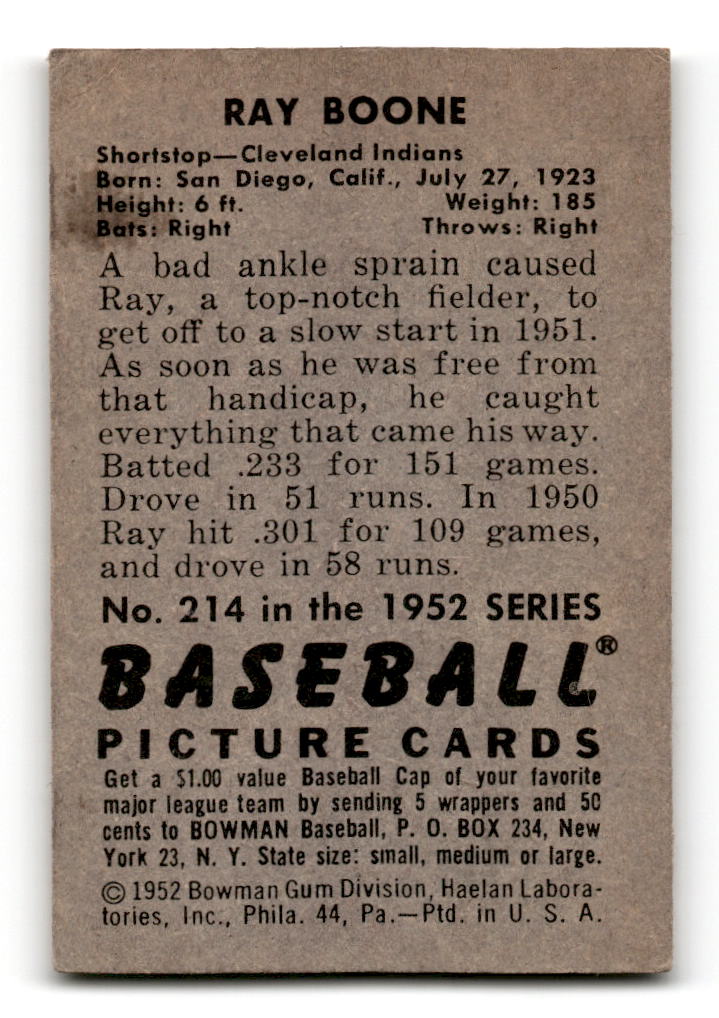 RAY BOONE
Shortstop—Cleveland Indians
Born: San Diego, Calif., July 27, 1923
Height: 6 ft. Weight: 185
Bats: Right Throws: Right
A bad ankle sprain caused
Ray, a top-notch fielder, to
get off to a slow start in 1951.
As soon as he was free from
that handicap, he caught
everything that came his way.
Batted .233 for 151 games.
Drove in 51 runs. In 1950
Ray hit .301 for 109 games,
and drove in 58 runs.
No. 214 in the 1952 SERIES
BASEBALL®
PICTURE CARDS
Get a $1.00 value Baseball Cap of your favorite
major league team by sending 5 wrappers and 50
cents to BOWMAN Baseball, P. O. BOX 234, New
York 23, N. Y. State size: small, medium or large.
© 1952 Bowman Gum Division, Haelan Labora-
tories, Inc., Phila. 44, Pa.—Ptd. in U. S. A.